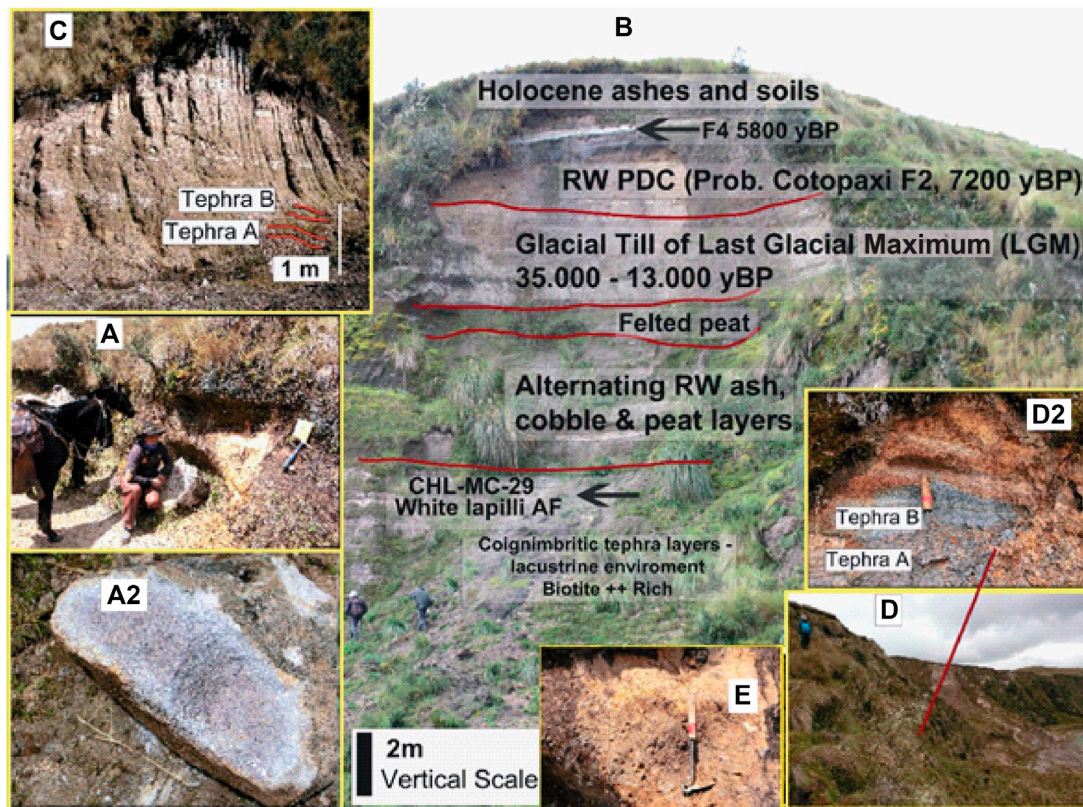 C
Tephra B
Tephra A
1 m
B
Holocene ashes and soils
F4 5800 yBP
RW PDC (Prob. Cotopaxi F2, 7200 yBP)
Glacial Till of Last Glacial Maximum (LGM)
35.000 - 13.000 yBP
Felted peat
Alternating RW ash,
cobble & peat layers
CHL-MC-29
White lapilli AF
Coignimbritic tephra layers -
lacustrine enviroment
Biotite ++ Rich
2m
Vertical Scale
A
A2
D2
Tephra B
Tephra A
D
E